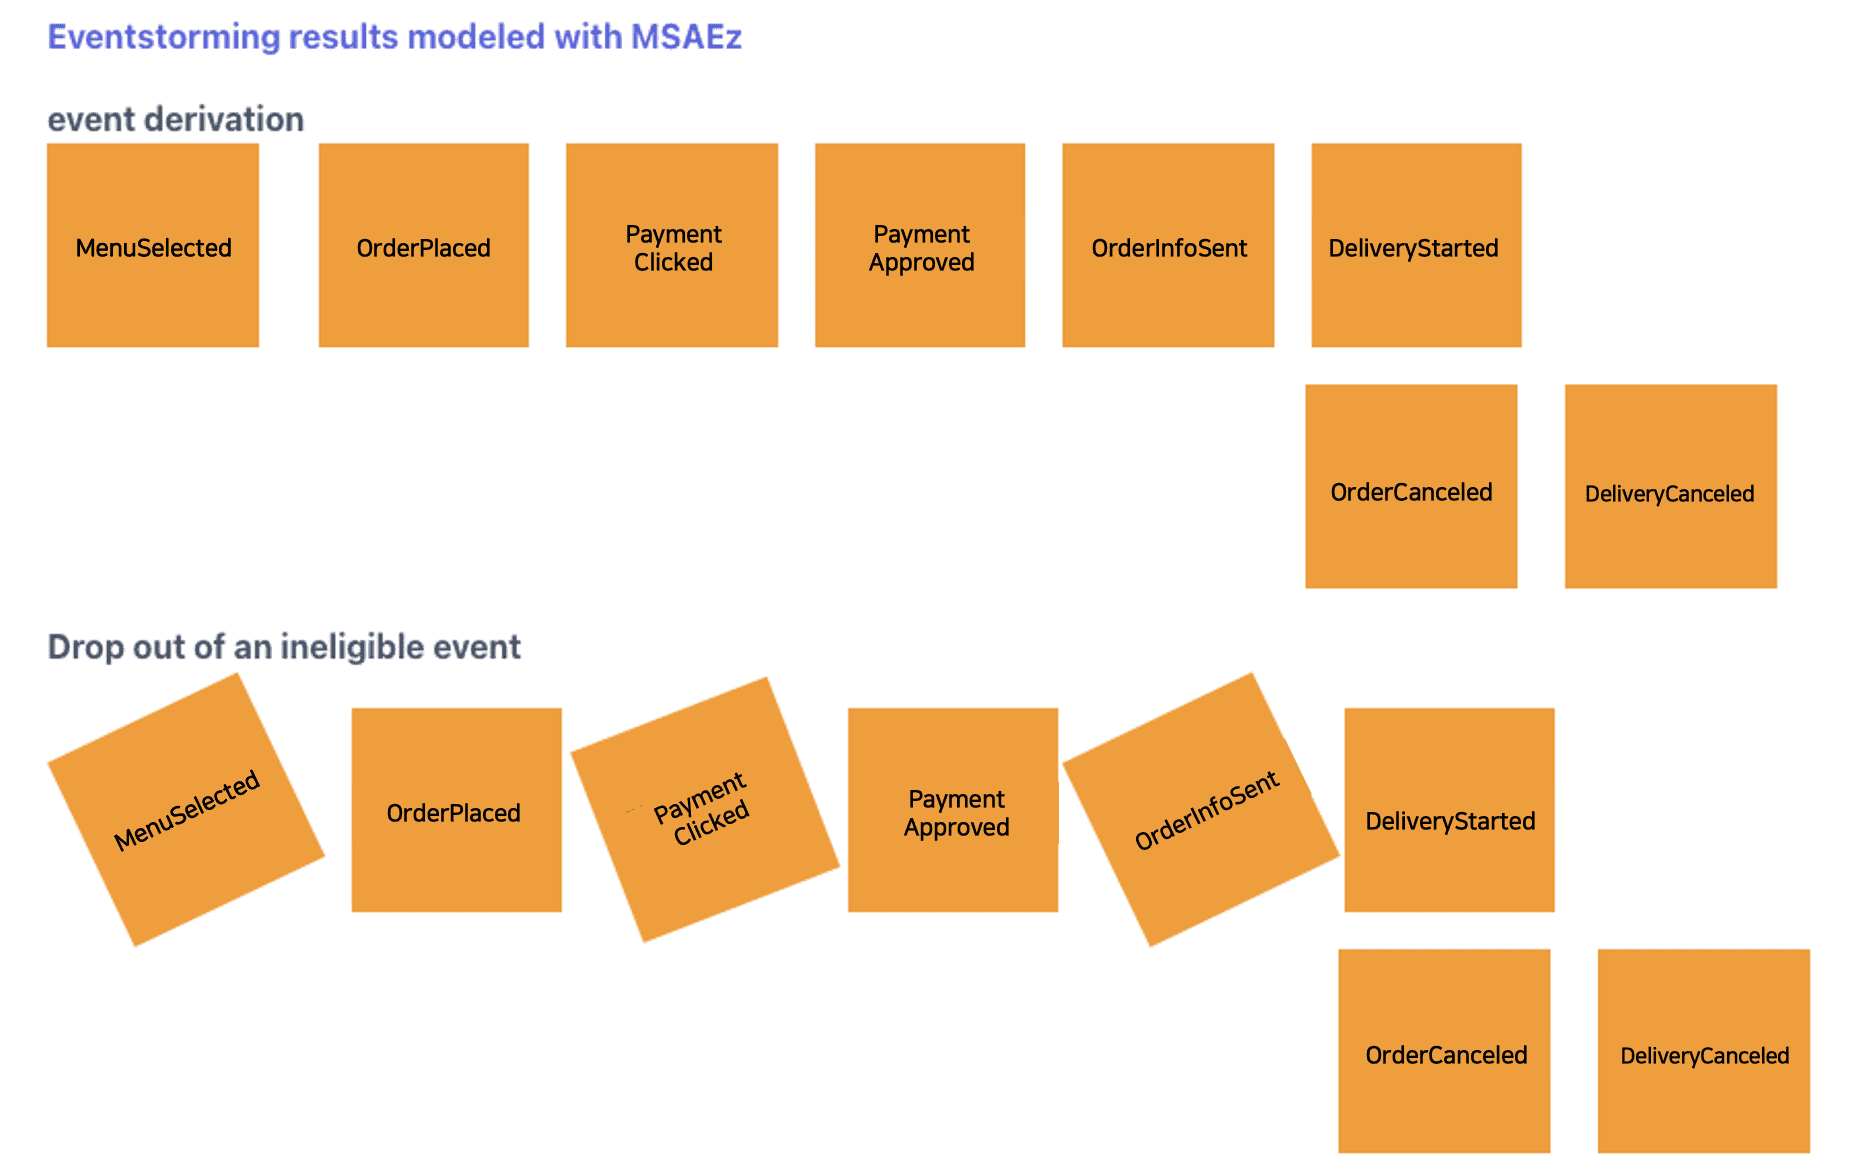 Eventstorming results modeled with MSAEz
event derivation
MenuSelected
OrderPlaced
Payment
Clicked
Payment
Approved
OrderInfoSent
DeliveryStarted
OrderCanceled
DeliveryCanceled
Drop out of an ineligible event
MenuSelected
OrderPlaced
Payment
Clicked
Payment
Approved
OrderInfoSent
DeliveryStarted
OrderCanceled
DeliveryCanceled